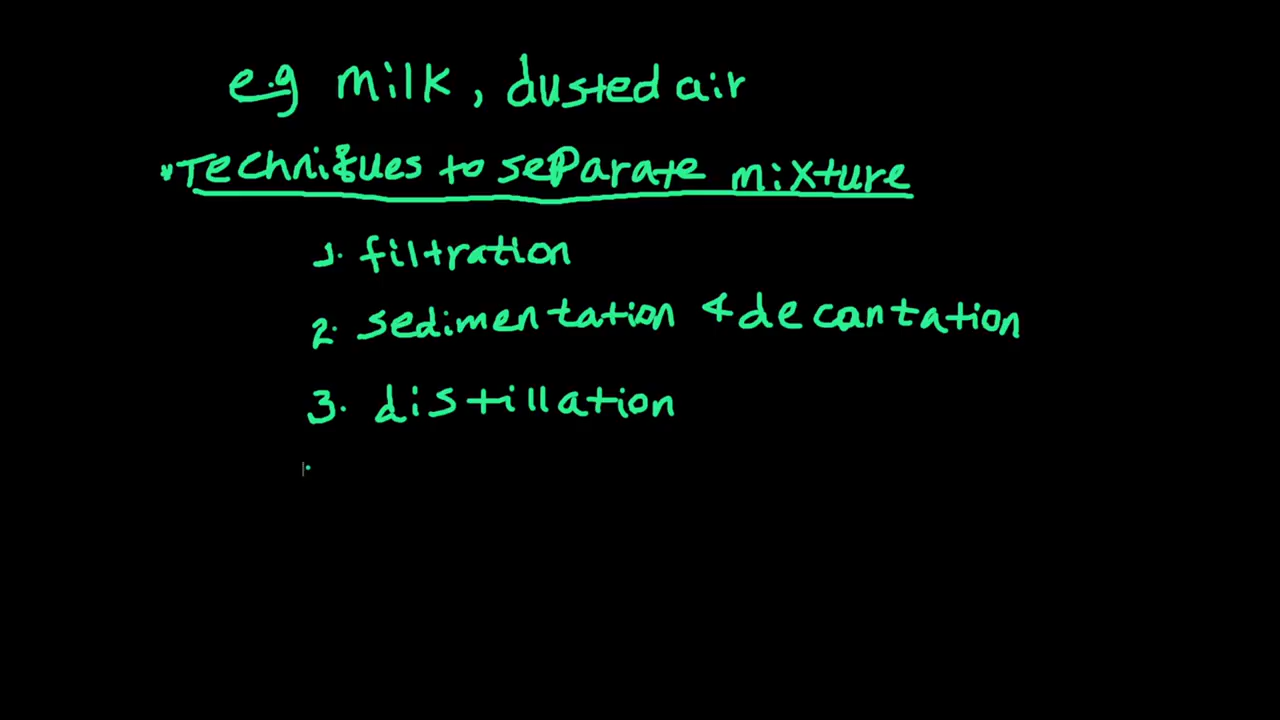 e.g milk, dusted air
*Techniques to separate mixture
1. filtration
2. sedimentation & decantation
3. distillation